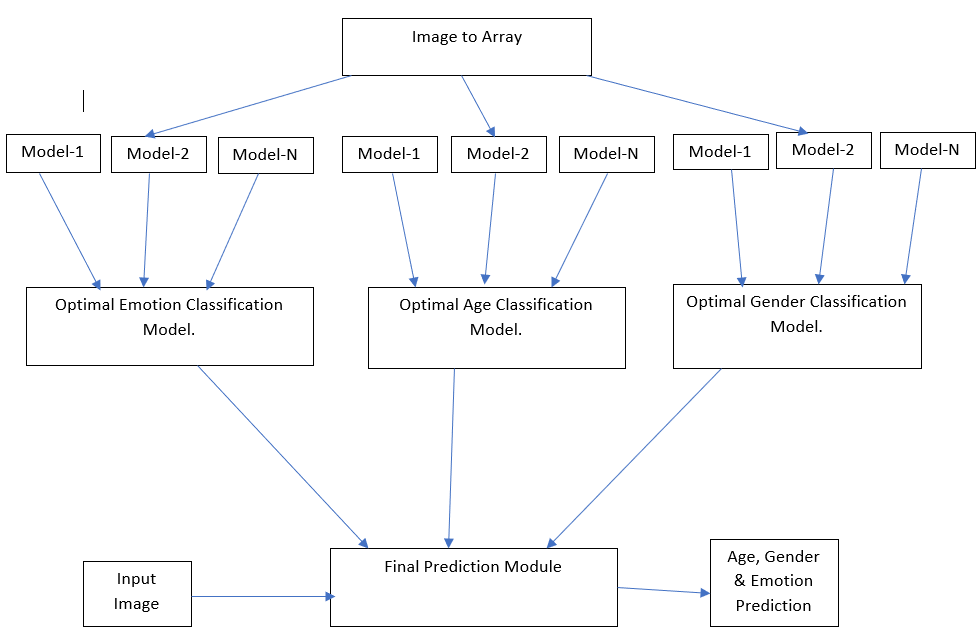 Image to Array
Model-1
Model-2
Model-N
Model-1
Model-2
Model-N
Model-1
Model-2
Model-N
Optimal Emotion Classification
Model.
Optimal Age Classification
Model.
Optimal Gender Classification
Model.
Input
Image
Final Prediction Module
Age, Gender
& Emotion
Prediction